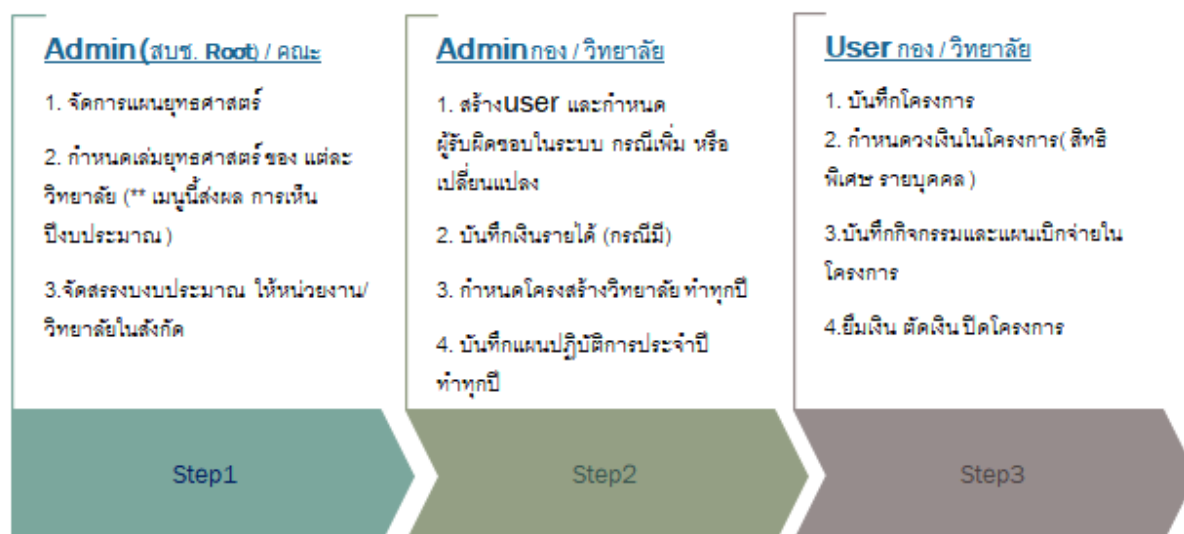 Admin (สบช. Root) / คณะ
1. จัดการแผนยุทธศาสตร์
2. กำหนดเล่มยุทธศาสตร์ของ แต่ละ
วิทยาลัย (** เมนูนี้ส่งผล การเห็น
ปีงบประมาณ)
3.จัดสรรงบงบประมาณ ให้หน่วยงาน/
วิทยาลัยในสังกัด
Step1
Admin กอง / วิทยาลัย
1. สร้างuser และกำหนด
ผู้รับผิดชอบในระบบ กรณีเพิ่ม หรือ
เปลี่ยนแปลง
2. บันทึกเงินรายได้ (กรณีมี)
3. กำหนดโครงสร้างวิทยาลัย ทำทุกปี
4. บันทึกแผนปฏิบัติการประจำปี
ทำทุกปี
Step2
User กอง / วิทยาลัย
1. บันทึกโครงการ
2. กำหนดวงเงินในโครงการ( สิทธิ
พิเศษ รายบุคคล )
3.บันทึกกิจกรรมและแผนเบิกจ่ายใน
โครงการ
4.ยืมเงิน ตัดเงิน ปิดโครงการ
Step3